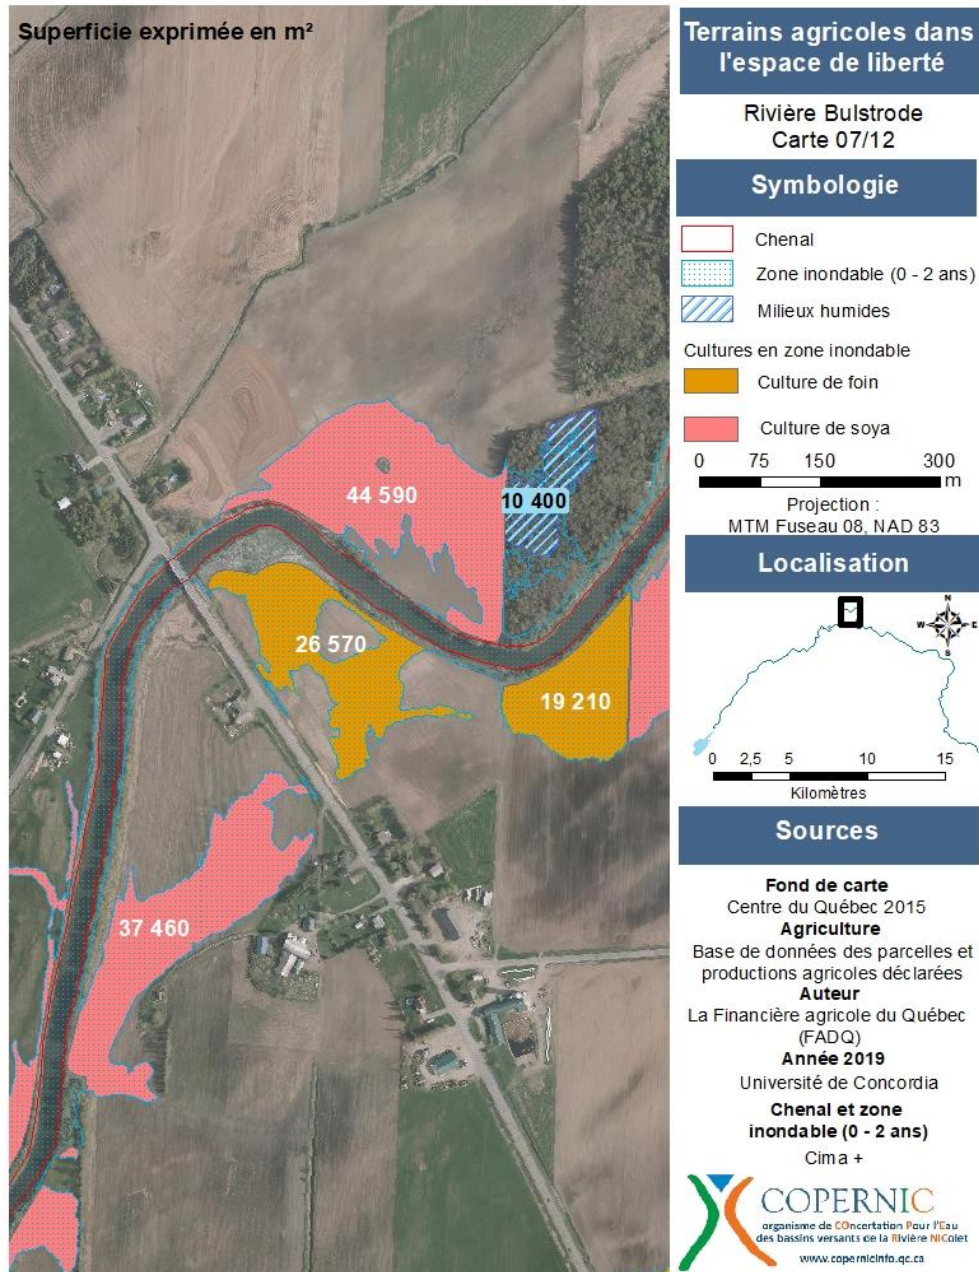 Superficie exprimée en m²
44 590
10 400
26 570
19 210
37 460
Terrains agricoles dans
l'espace de liberté
Rivière Bulstrode
Carte 07/12
Symbologie
Chenal
Zone inondable (0 - 2 ans)
Milieux humides
Cultures en zone inondable
Culture de foin
Culture de soya
0 75 150 300
m
Projection :
MTM Fuseau 08, NAD 83
Localisation
N
W E
S
0 2,5 5 10 15
Kilomètres
Sources
Fond de carte
Centre du Québec 2015
Agriculture
Base de données des parcelles et
productions agricoles déclarées
Auteur
La Financière agricole du Québec
(FADQ)
Année 2019
Université de Concordia
Chenal et zone
inondable (0 - 2 ans)
Cima +
COPERNIC
organisme de COncertation Pour l'Eau
des bassins versants de la Rivière NIColet
www.copernicinfo.qc.ca